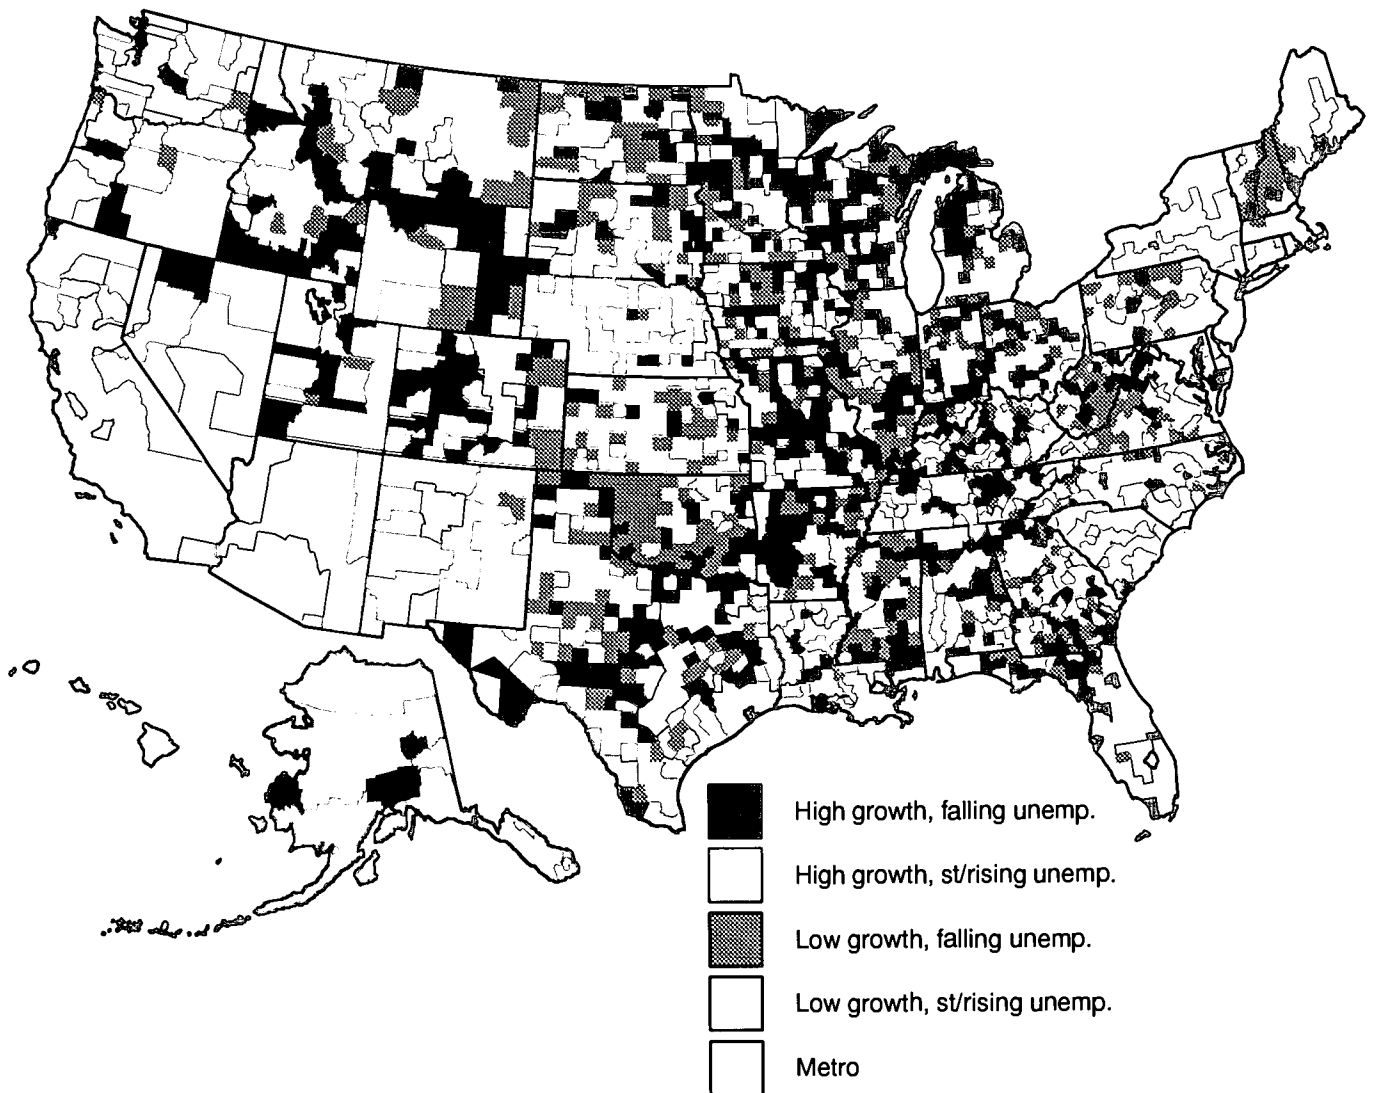 High growth, falling unemp.
High growth, st/rising unemp.
Low growth, falling unemp.
Low growth, st/rising unemp.
Metro